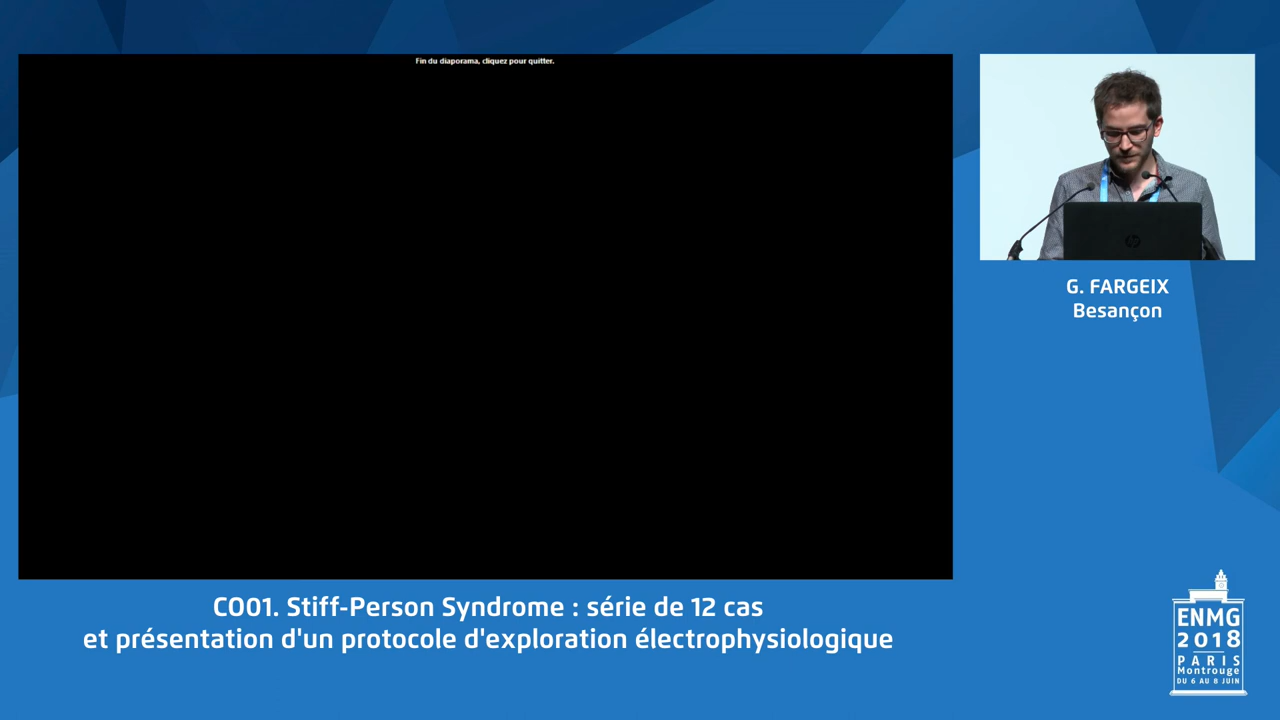 Fin du diaporama, cliquez pour quitter.
G. FARGEIX
Besançon
CO01. Stiff-Person Syndrome : série de 12 cas
et présentation d'un protocole d'exploration électrophysiologique
ENMG
2018
PARIS
Montrouge
DU 6 AU 8 JUIN
hp